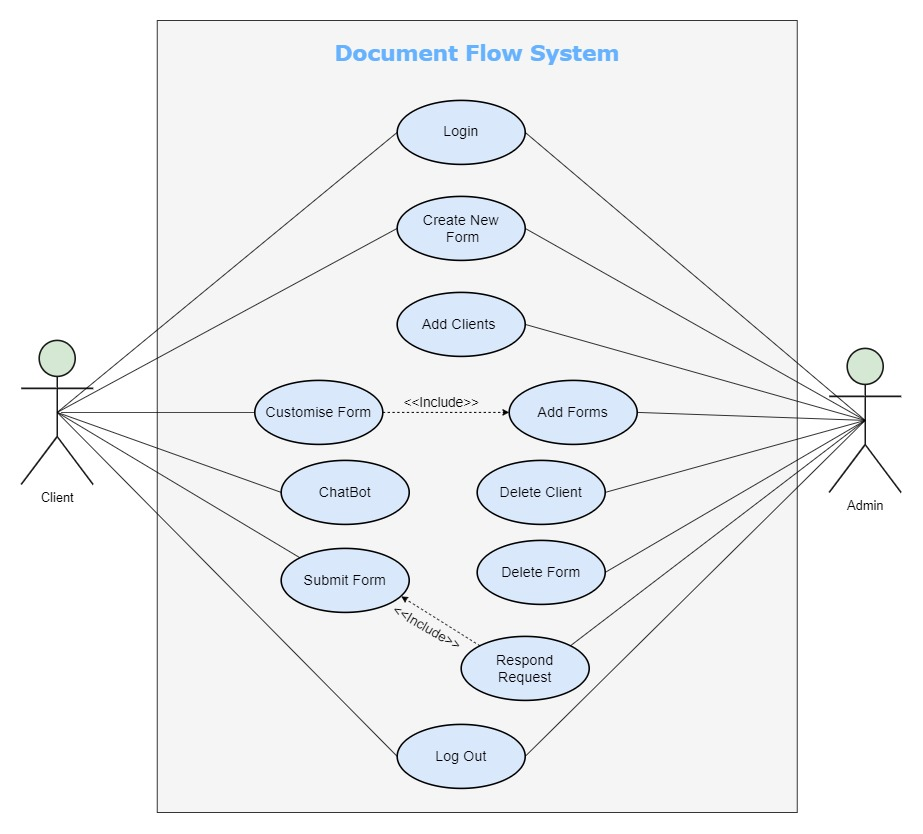 Document Flow System
Login
Create New
Form
Add Clients
Customise Form
<<Include>>
Add Forms
ChatBot
Delete Client
Client
Admin
Submit Form
Delete Form
<<Include>>
Respond
Request
Log Out